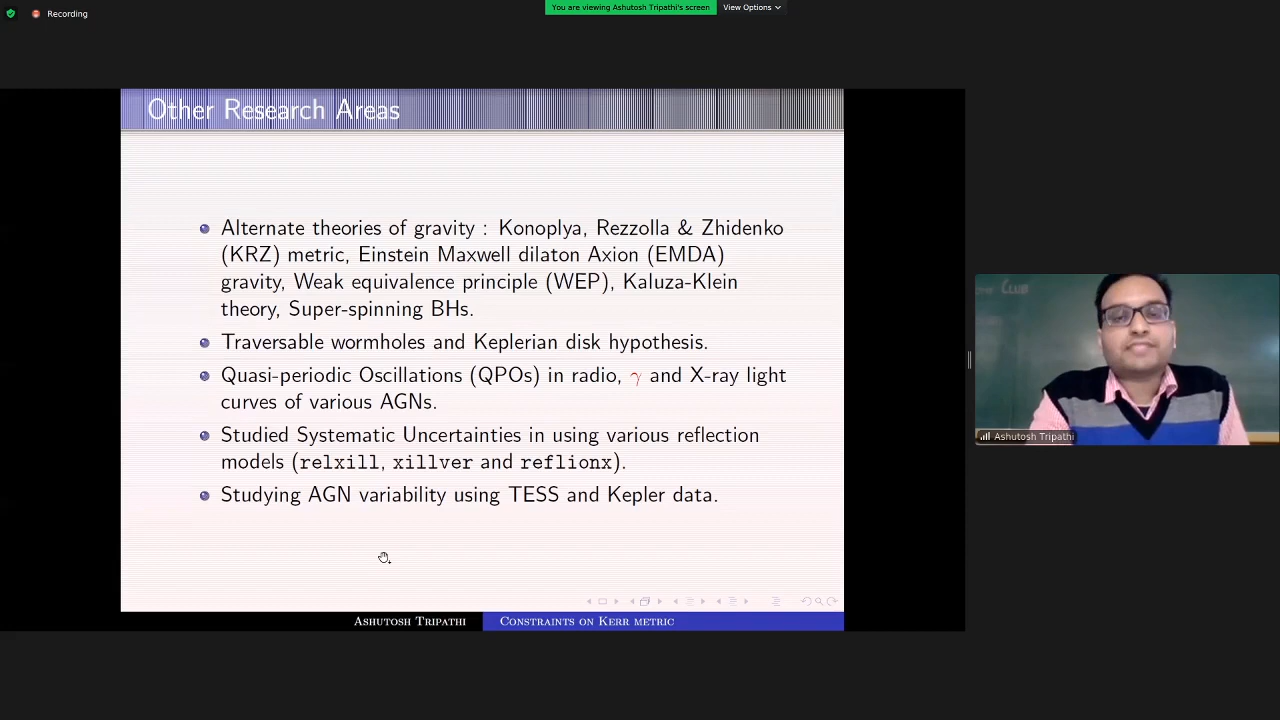 Recording
You are viewing Ashutosh Tripathi's screen
View Options
Other Research Areas
Alternate theories of gravity : Konoplya, Rezzolla & Zhidenko
(KRZ) metric, Einstein Maxwell dilaton Axion (EMDA)
gravity, Weak equivalence principle (WEP), Kaluza-Klein
theory, Super-spinning BHs.
Traversable wormholes and Keplerian disk hypothesis.
Quasi-periodic Oscillations (QPOs) in radio, γ and X-ray light
curves of various AGNs.
Studied Systematic Uncertainties in using various reflection
models (relxill, xillver and reflionx).
Studying AGN variability using TESS and Kepler data.
Ashutosh Tripathi
Constraints on Kerr metric
Club
Ashutosh Tripathi